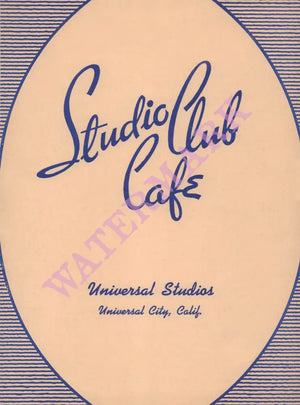 Studio Club
Cafe
WATERMARK
Universal Studios
Universal City, Calif.